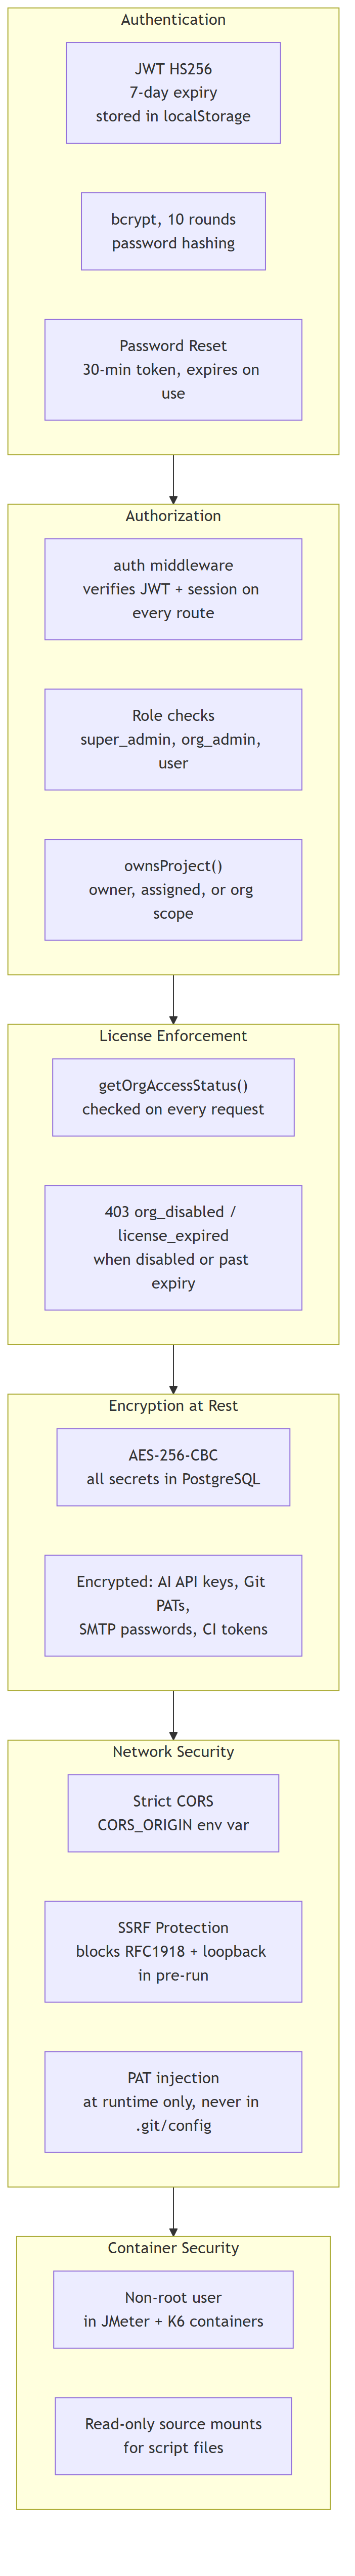 Authentication
JWT HS256
7-day expiry
stored in localStorage
bcrypt, 10 rounds
password hashing
Password Reset
30-min token, expires on
use
Authorization
auth middleware
verifies JWT + session on
every route
Role checks
super_admin, org_admin,
user
ownsProject()
owner, assigned, or org
scope
License Enforcement
getOrgAccessStatus()
checked on every request
403 org_disabled /
license_expired
when disabled or past
expiry
Encryption at Rest
AES-256-CBC
all secrets in PostgreSQL
Encrypted: AI API keys, Git
PATs,
SMTP passwords, CI tokens
Network Security
Strict CORS
CORS_ORIGIN env var
SSRF Protection
blocks RFC1918 + loopback
in pre-run
PAT injection
at runtime only, never in
.git/config
Container Security
Non-root user
in JMeter + K6 containers
Read-only source mounts
for script files